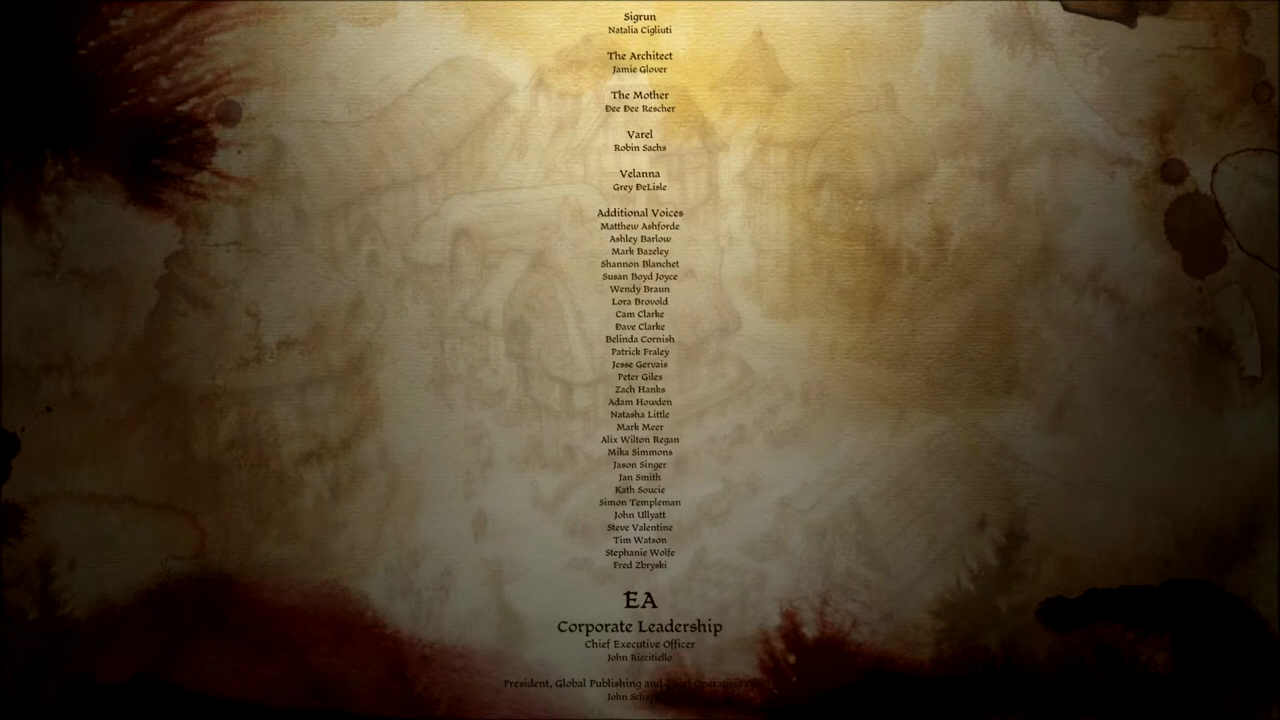 Sigrun
Natalia Cigliuti
The Architect
Jamie Glover
The Mother
Dee Dee Rescher
Varel
Robin Sachs
Velanna
Grey DeLisle
Additional Voices
Matthew Ashforde
Ashley Barlow
Mark Bazeley
Shannon Blanchet
Susan Boyd Joyce
Wendy Braun
Lora Brovold
Cam Clarke
Dave Clarke
Belinda Cornish
Patrick Fraley
Jesse Gervais
Peter Giles
Zach Hanks
Adam Howden
Natasha Little
Mark Meer
Alix Wilton Regan
Mika Simmons
Jason Singer
Jan Smith
Kath Soucie
Simon Templeman
John Ullyatt
Steve Valentine
Tim Watson
Stephanie Wolfe
Fred Zbryski
EA
Corporate Leadership
Chief Executive Officer
John Riccitiello
President, Global Publishing and Chief Operating
John